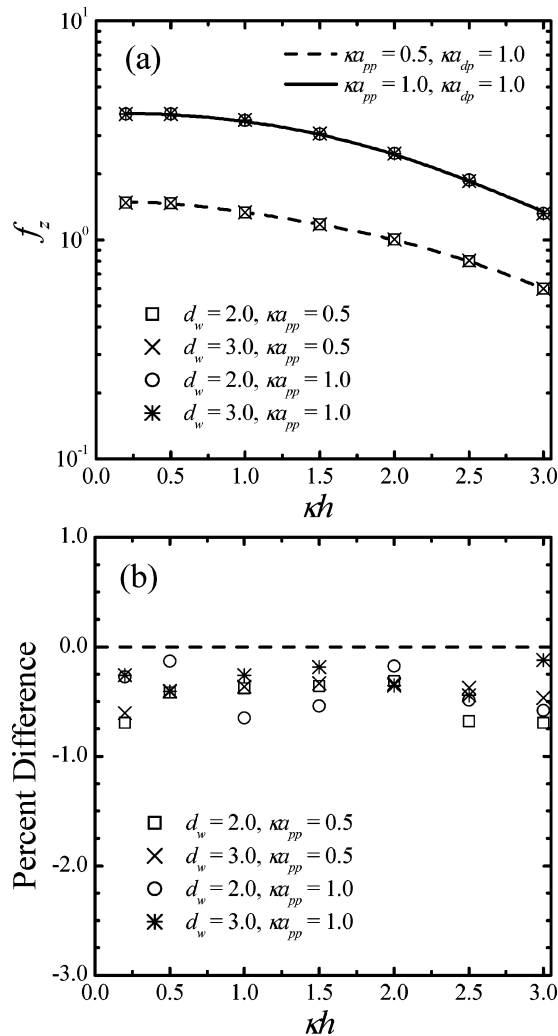 10¹
(a)
κa_pp = 0.5, κa_dp = 1.0
κa_pp = 1.0, κa_dp = 1.0
f_z
10⁰
d_w = 2.0, κa_pp = 0.5
d_w = 3.0, κa_pp = 0.5
d_w = 2.0, κa_pp = 1.0
d_w = 3.0, κa_pp = 1.0
10⁻¹
0.0 0.5 1.0 1.5 2.0 2.5 3.0
κh
1.0
(b)
0.0
Percent Difference
-1.0
d_w = 2.0, κa_pp = 0.5
d_w = 3.0, κa_pp = 0.5
-2.0
d_w = 2.0, κa_pp = 1.0
d_w = 3.0, κa_pp = 1.0
-3.0
0.0 0.5 1.0 1.5 2.0 2.5 3.0
κh